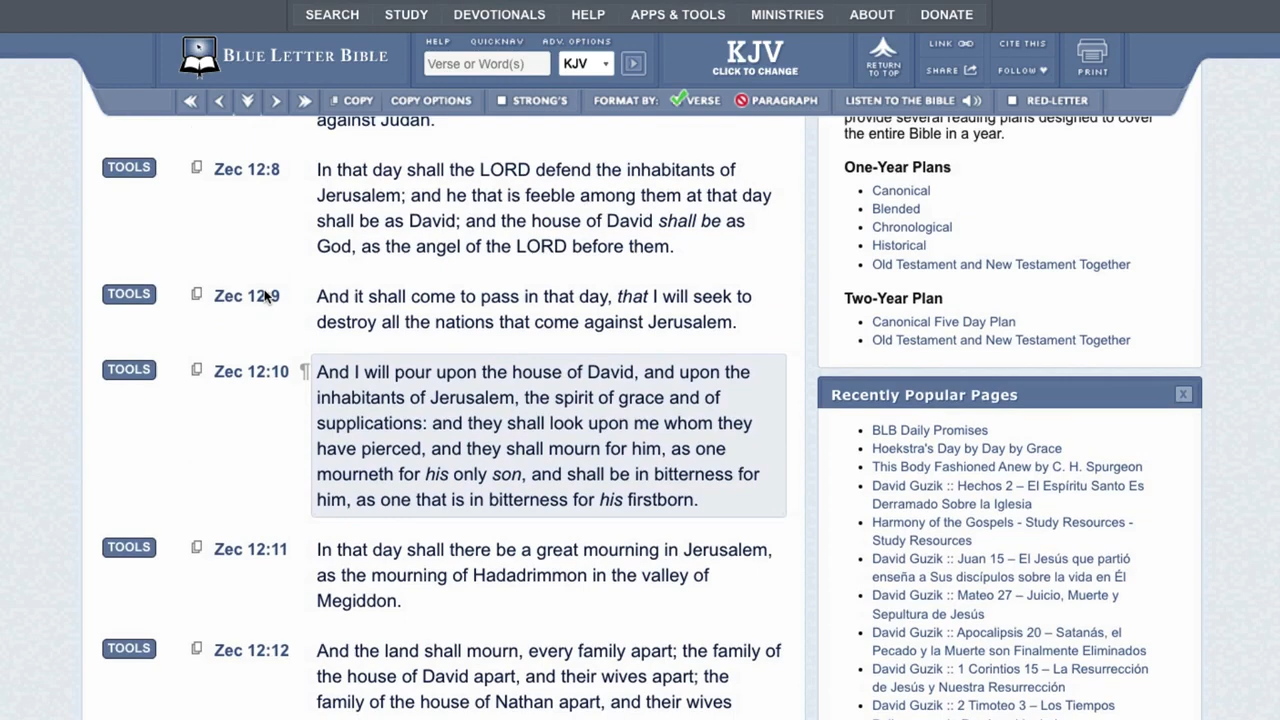 SEARCH STUDY DEVOTIONALS HELP APPS & TOOLS MINISTRIES ABOUT DONATE
BLUE LETTER BIBLE
HELP QUICKNAV ADV. OPTIONS
Verse or Word(s) KJV
KJV
CLICK TO CHANGE
RETURN
TO TOP
LINK CITE THIS
SHARE FOLLOW
PRINT
COPY COPY OPTIONS STRONG'S FORMAT BY: VERSE PARAGRAPH LISTEN TO THE BIBLE RED-LETTER
against Judah.
TOOLS Zec 12:8 In that day shall the LORD defend the inhabitants of
Jerusalem; and he that is feeble among them at that day
shall be as David; and the house of David shall be as
God, as the angel of the LORD before them.
TOOLS Zec 12:9 And it shall come to pass in that day, that I will seek to
destroy all the nations that come against Jerusalem.
TOOLS Zec 12:10 ¶ And I will pour upon the house of David, and upon the
inhabitants of Jerusalem, the spirit of grace and of
supplications: and they shall look upon me whom they
have pierced, and they shall mourn for him, as one
mourneth for his only son, and shall be in bitterness for
him, as one that is in bitterness for his firstborn.
TOOLS Zec 12:11 In that day shall there be a great mourning in Jerusalem,
as the mourning of Hadadrimmon in the valley of
Megiddon.
TOOLS Zec 12:12 And the land shall mourn, every family apart; the family of
the house of David apart, and their wives apart; the
family of the house of Nathan apart, and their wives
provide several reading plans designed to cover
the entire Bible in a year.
One-Year Plans
• Canonical
• Blended
• Chronological
• Historical
• Old Testament and New Testament Together
Two-Year Plan
• Canonical Five Day Plan
• Old Testament and New Testament Together
Recently Popular Pages x
• BLB Daily Promises
• Hoekstra's Day by Day by Grace
• This Body Fashioned Anew by C. H. Spurgeon
• David Guzik :: Hechos 2 – El Espíritu Santo Es
Derramado Sobre la Iglesia
• Harmony of the Gospels - Study Resources -
Study Resources
• David Guzik :: Juan 15 – El Jesús que partió
enseña a Sus discípulos sobre la vida en Él
• David Guzik :: Mateo 27 – Juicio, Muerte y
Sepultura de Jesús
• David Guzik :: Apocalipsis 20 – Satanás, el
Pecado y la Muerte son Finalmente Eliminados
• David Guzik :: 1 Corintios 15 – La Resurrección
de Jesús y Nuestra Resurrección
• David Guzik :: 2 Timoteo 3 – Los Tiempos